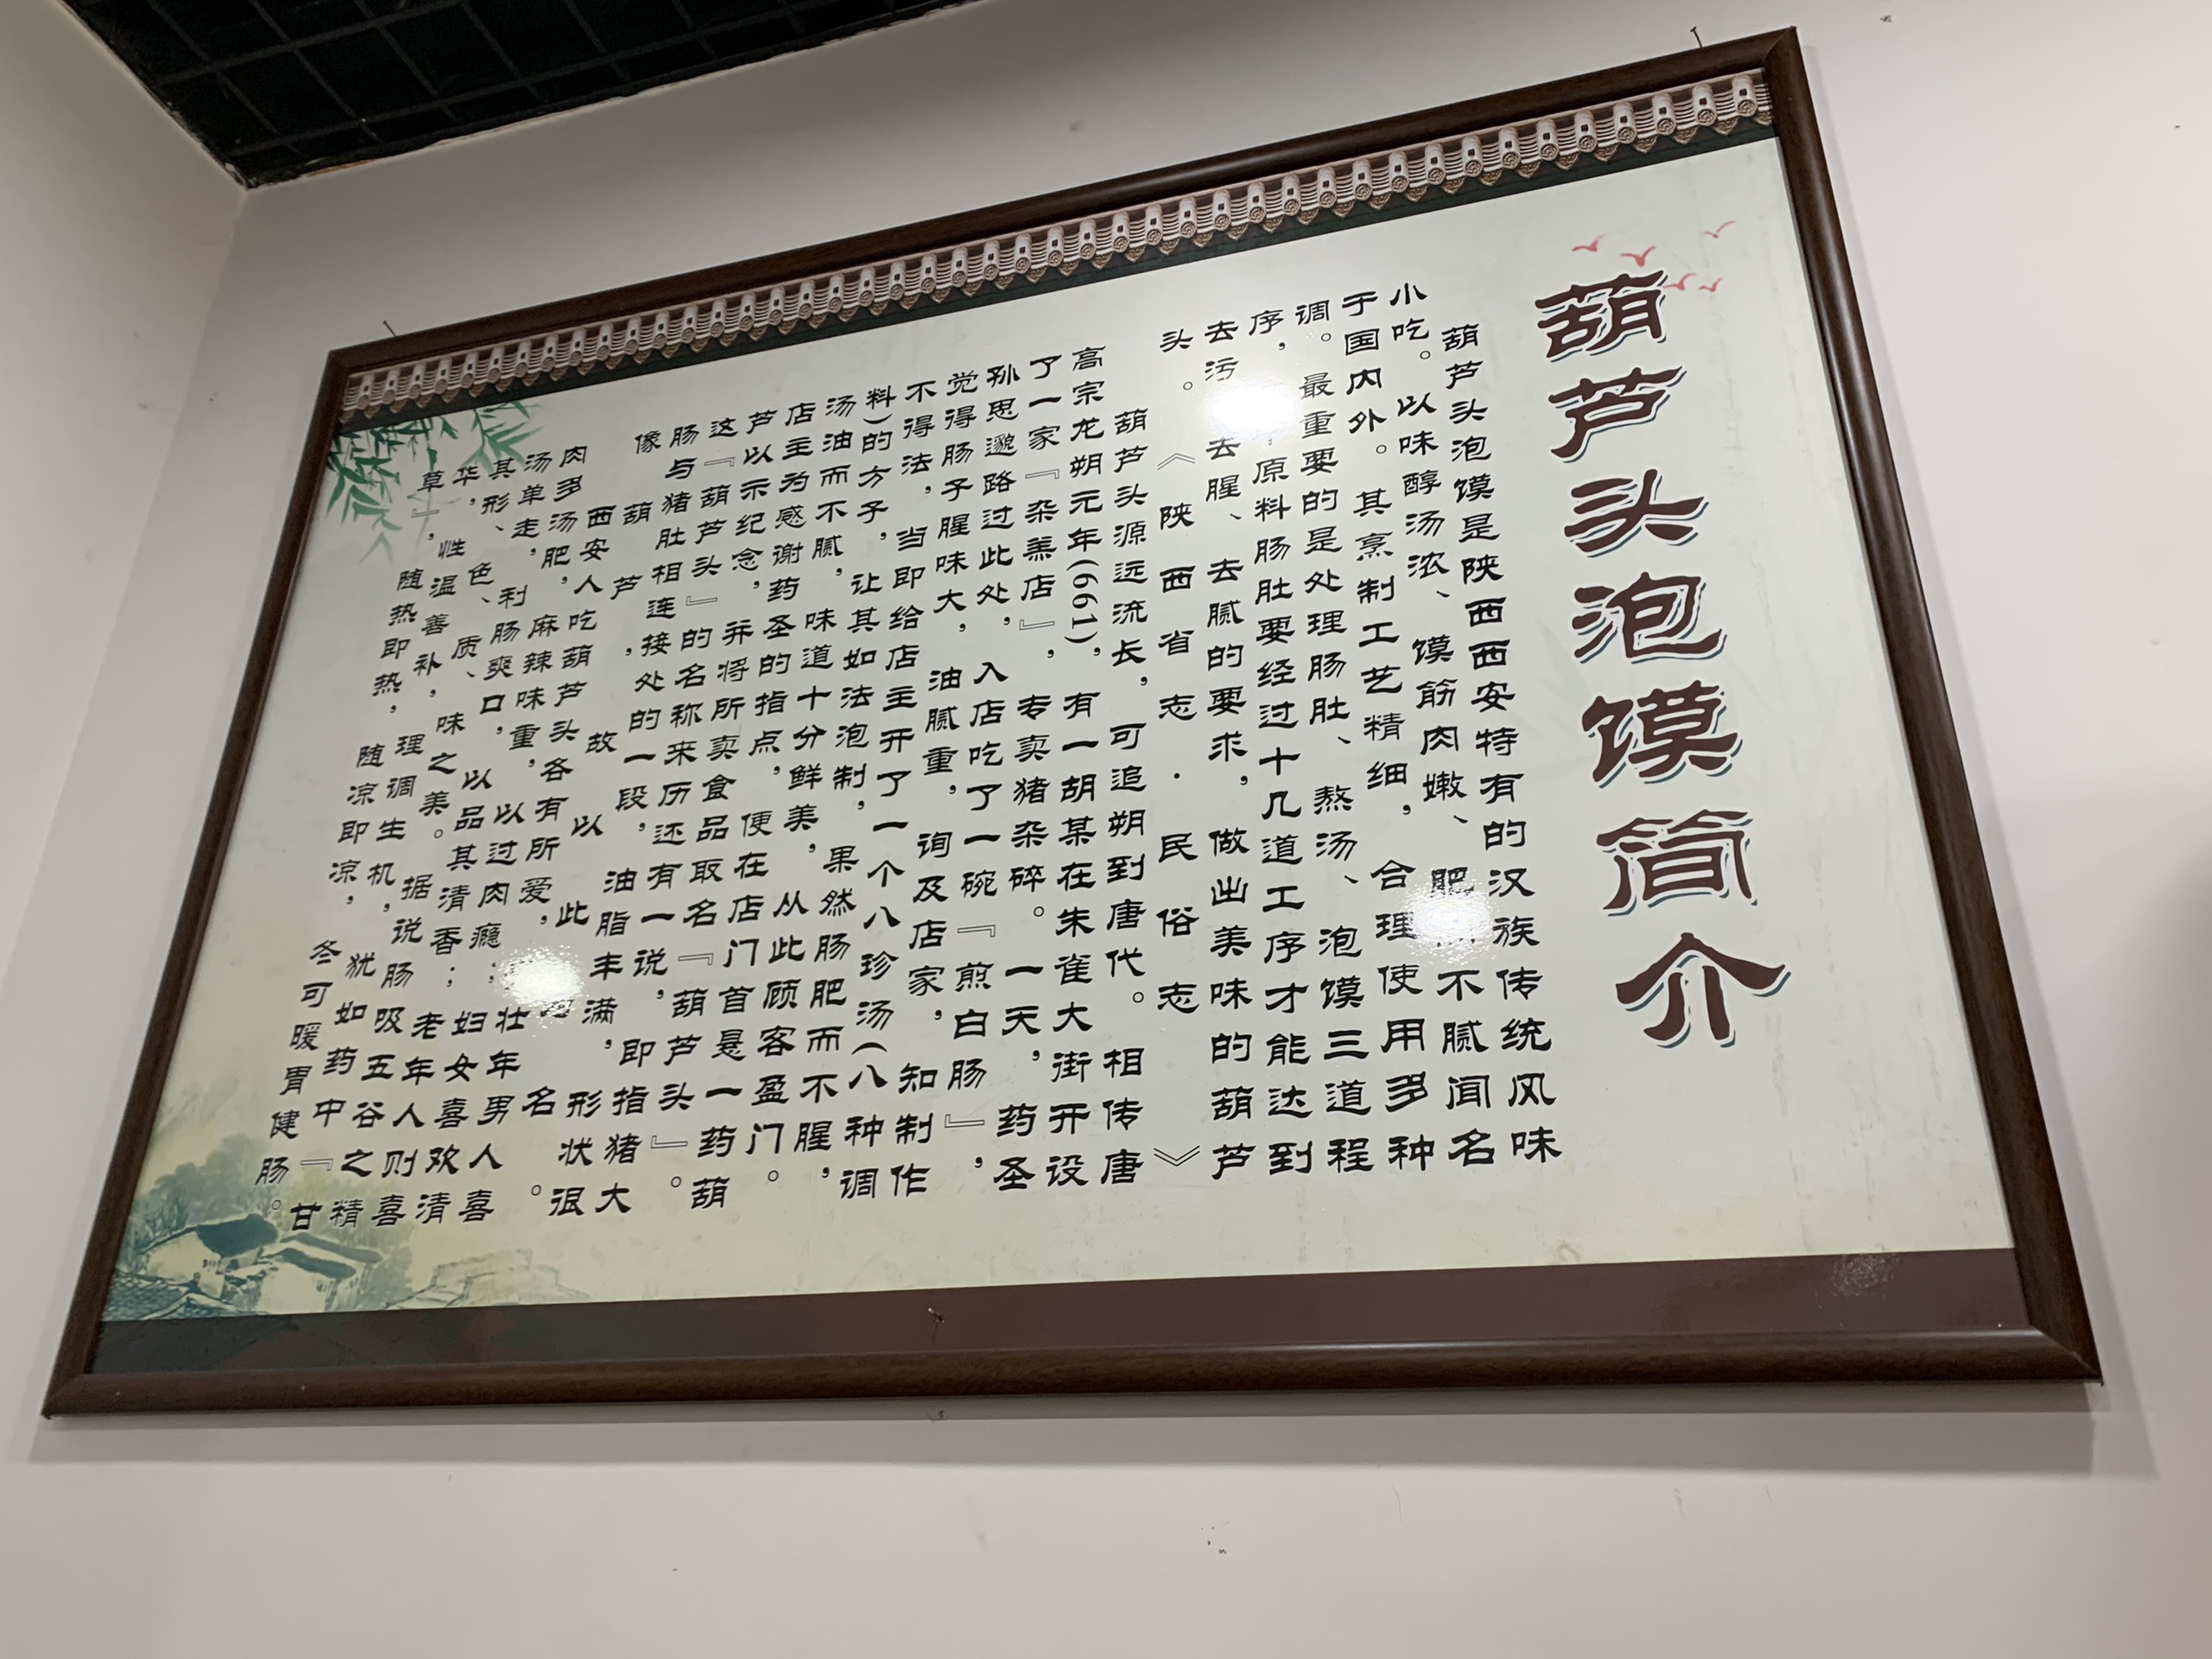 葫芦头泡馍简介
葫芦头泡馍是陕西西安特有的汉族传统风味
小吃。以味醇汤浓、馍筋肉嫩、肥不腻闻名
于国内外。其烹制工艺精细，合理使用多种
调。最重要的是处理肠肚、熬汤、泡馍三道程
序，原料肠肚要经过十几道工序才能达到
去污、去腥、去腻的要求，做出美味的葫芦
头。《陕西省志·民俗志》
葫芦头源远流长，可追朔到唐代。相传唐
高宗龙朔元年(661)，有一胡某在朱雀大街开设
了一家『杂羔店』，专卖猪杂碎。一天，药圣
孙思邈路过此处，入店吃了一碗『煎白肠』，
觉得肠子腥味大，油腻重，询及店家，知制作
不得法，当即给店主开了一个八珍汤(八种调
料)的方子，让其如法泡制，果然肠肥而不腥，
汤油而不腻，味道十分鲜美，从此顾客盈门。
店主为感谢药圣的指点，便在店门首悬一药葫
芦以示纪念，并将所卖食品取名『葫芦头』。
这『葫芦头』的名称来历还有一说，即指猪大
肠与猪肚相连接处的一段，油脂丰满，形状很
像葫芦，故以此名。
西安人吃葫芦头各有所爱，壮年男人喜
肉多汤肥，麻辣味重，以过肉瘾；妇女喜欢清
汤单走，利肠爽口，以品其清香；老年人则喜
其形、色、质、味之美。据说肠吸五谷之精
华，性温善补，理调生机，犹如药中『甘
草』，随热即热，随凉即凉，冬可暖胃健肠。